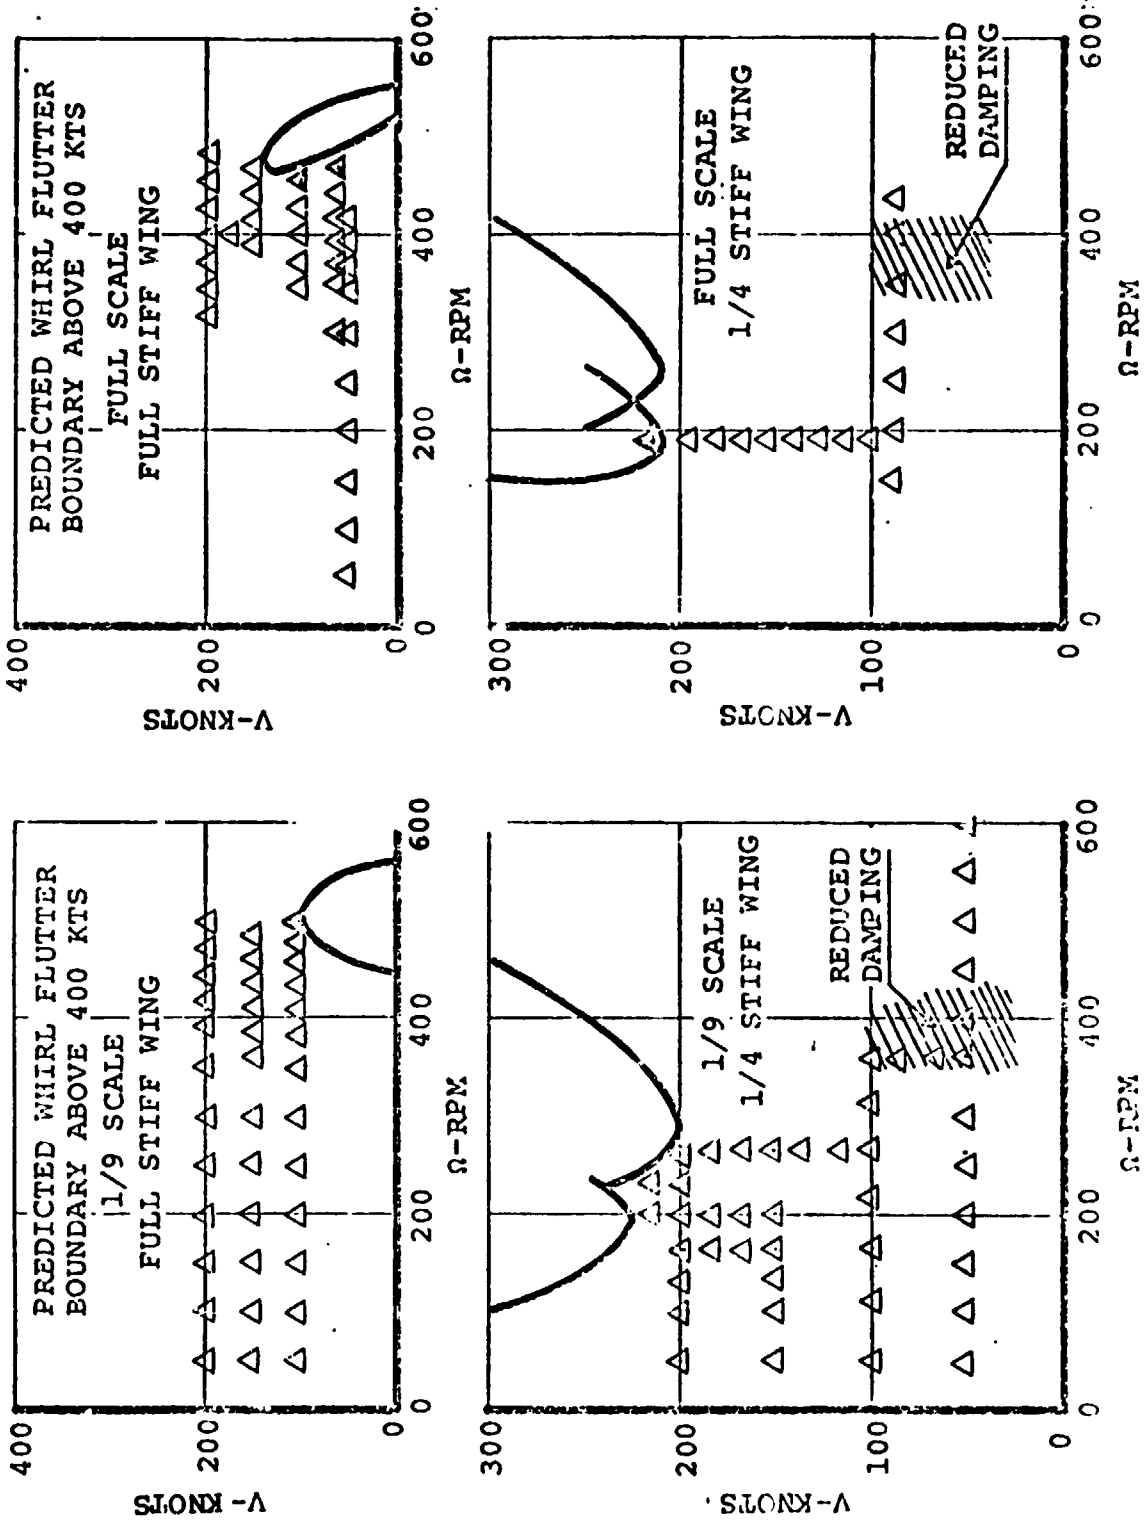 400
200
0
V-KNOTS
PREDICTED WHIRL FLUTTER
BOUNDARY ABOVE 400 KTS
1/9 SCALE
FULL STIFF WING
0
200
400
600
Ω-RPM
400
200
0
V-KNOTS
PREDICTED WHIRL FLUTTER
BOUNDARY ABOVE 400 KTS
FULL SCALE
FULL STIFF WING
0
200
400
600
Ω-RPM
300
200
100
0
V-KNOTS
1/9 SCALE
1/4 STIFF WING
REDUCED
DAMPING
0
200
400
600
Ω-RPM
300
200
100
0
V-KNOTS
FULL SCALE
1/4 STIFF WING
REDUCED
DAMPING
0
200
400
600
Ω-RPM